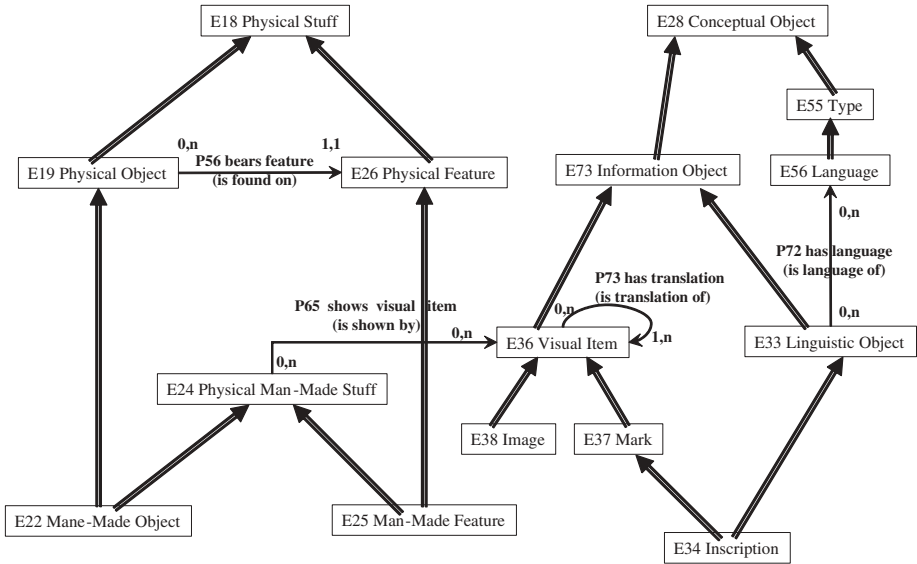 E18 Physical Stuff
E28 Conceptual Object
E55 Type
0,n
1,1
P56 bears feature
(is found on)
E19 Physical Object
E26 Physical Feature
E73 Information Object
E56 Language
0,n
P72 has language
(is language of)
P73 has translation
(is translation of)
P65 shows visual item
(is shown by)
0,n
0,n
0,n
1,n
0,n
E36 Visual Item
E33 Linguistic Object
E24 Physical Man-Made Stuff
E38 Image
E37 Mark
E22 Mane-Made Object
E25 Man-Made Feature
E34 Inscription